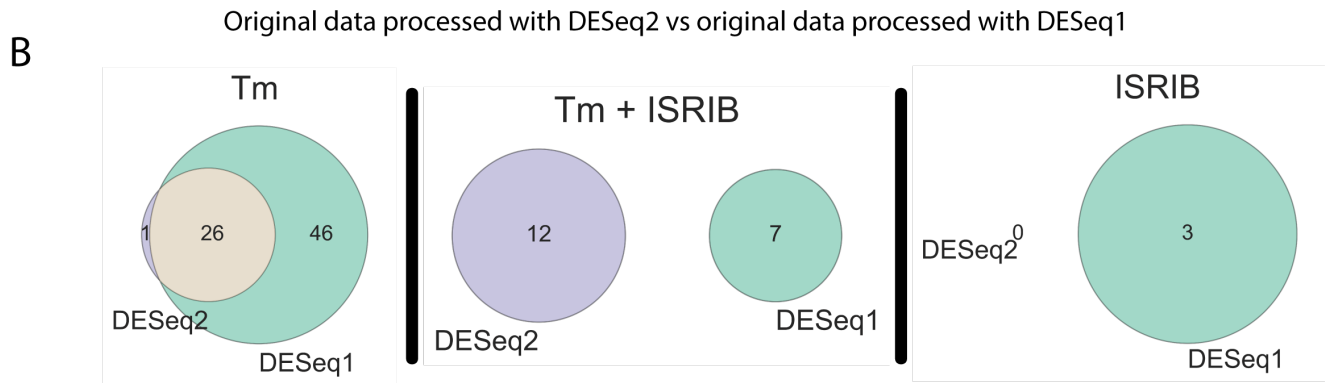 Original data processed with DESeq2 vs original data processed with DESeq1
B
Tm
1
26
46
DESeq2
DESeq1
Tm + ISRIB
12
7
DESeq2
DESeq1
ISRIB
0
DESeq2
3
DESeq1